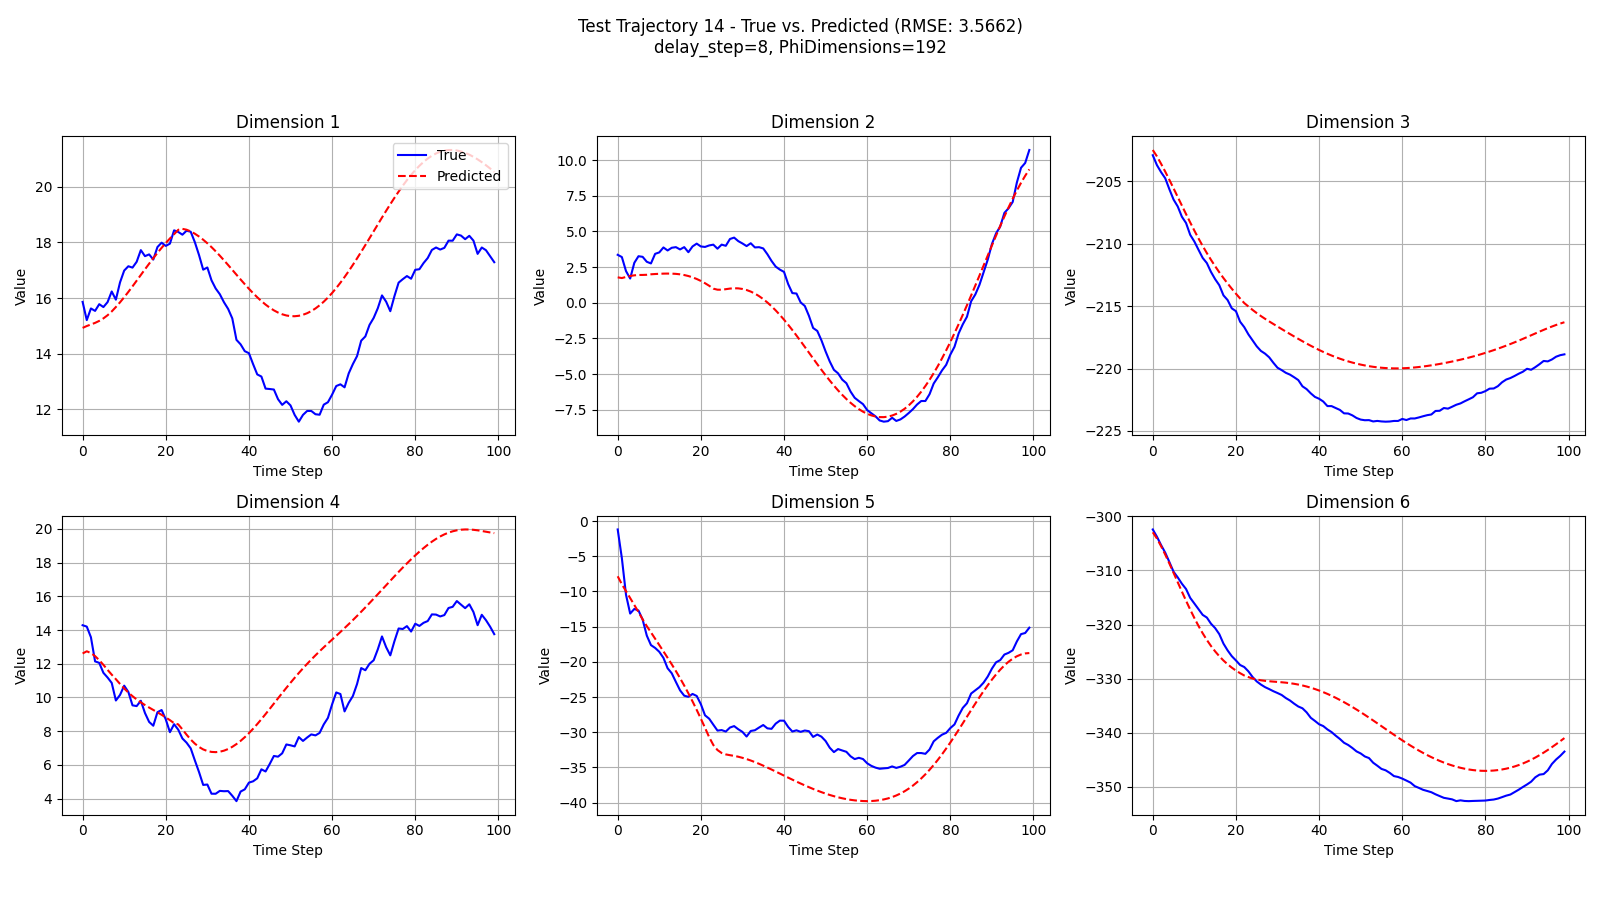 Test Trajectory 14 - True vs. Predicted (RMSE: 3.5662)
delay_step=8, PhiDimensions=192
Dimension 1
True
Predicted
20
18
16
14
12
Value
0 20 40 60 80 100
Time Step
Dimension 2
10.0
7.5
5.0
2.5
0.0
−2.5
−5.0
−7.5
Value
0 20 40 60 80 100
Time Step
Dimension 3
−205
−210
−215
−220
−225
Value
0 20 40 60 80 100
Time Step
Dimension 4
20
18
16
14
12
10
8
6
4
Value
0 20 40 60 80 100
Time Step
Dimension 5
0
−5
−10
−15
−20
−25
−30
−35
−40
Value
0 20 40 60 80 100
Time Step
Dimension 6
−300
−310
−320
−330
−340
−350
Value
0 20 40 60 80 100
Time Step